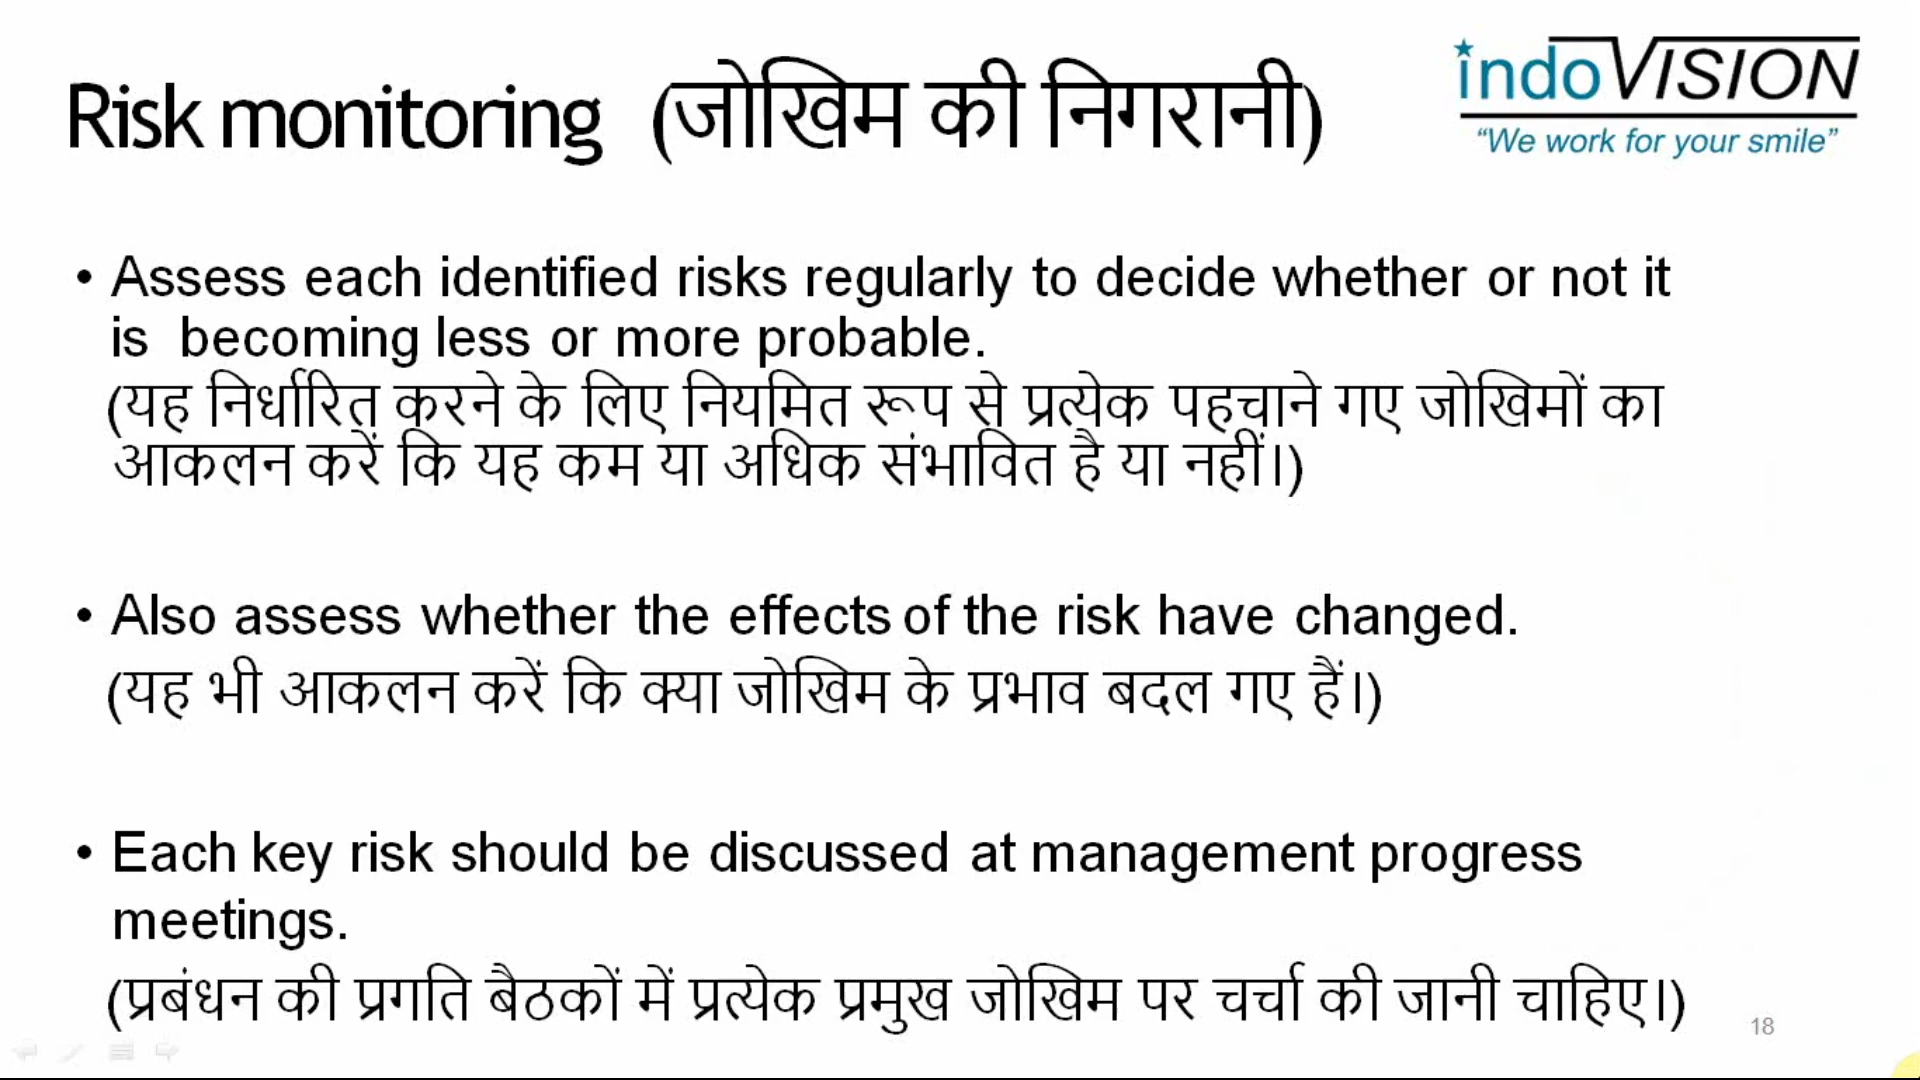 Risk monitoring (जोखिम की निगरानी)
indoVISION
“We work for your smile”
• Assess each identified risks regularly to decide whether or not it
is becoming less or more probable.
(यह निर्धारित करने के लिए नियमित रूप से प्रत्येक पहचाने गए जोखिमों का
आकलन करें कि यह कम या अधिक संभावित है या नहीं।)
• Also assess whether the effects of the risk have changed.
(यह भी आकलन करें कि क्या जोखिम के प्रभाव बदल गए हैं।)
• Each key risk should be discussed at management progress
meetings.
(प्रबंधन की प्रगति बैठकों में प्रत्येक प्रमुख जोखिम पर चर्चा की जानी चाहिए।)
18